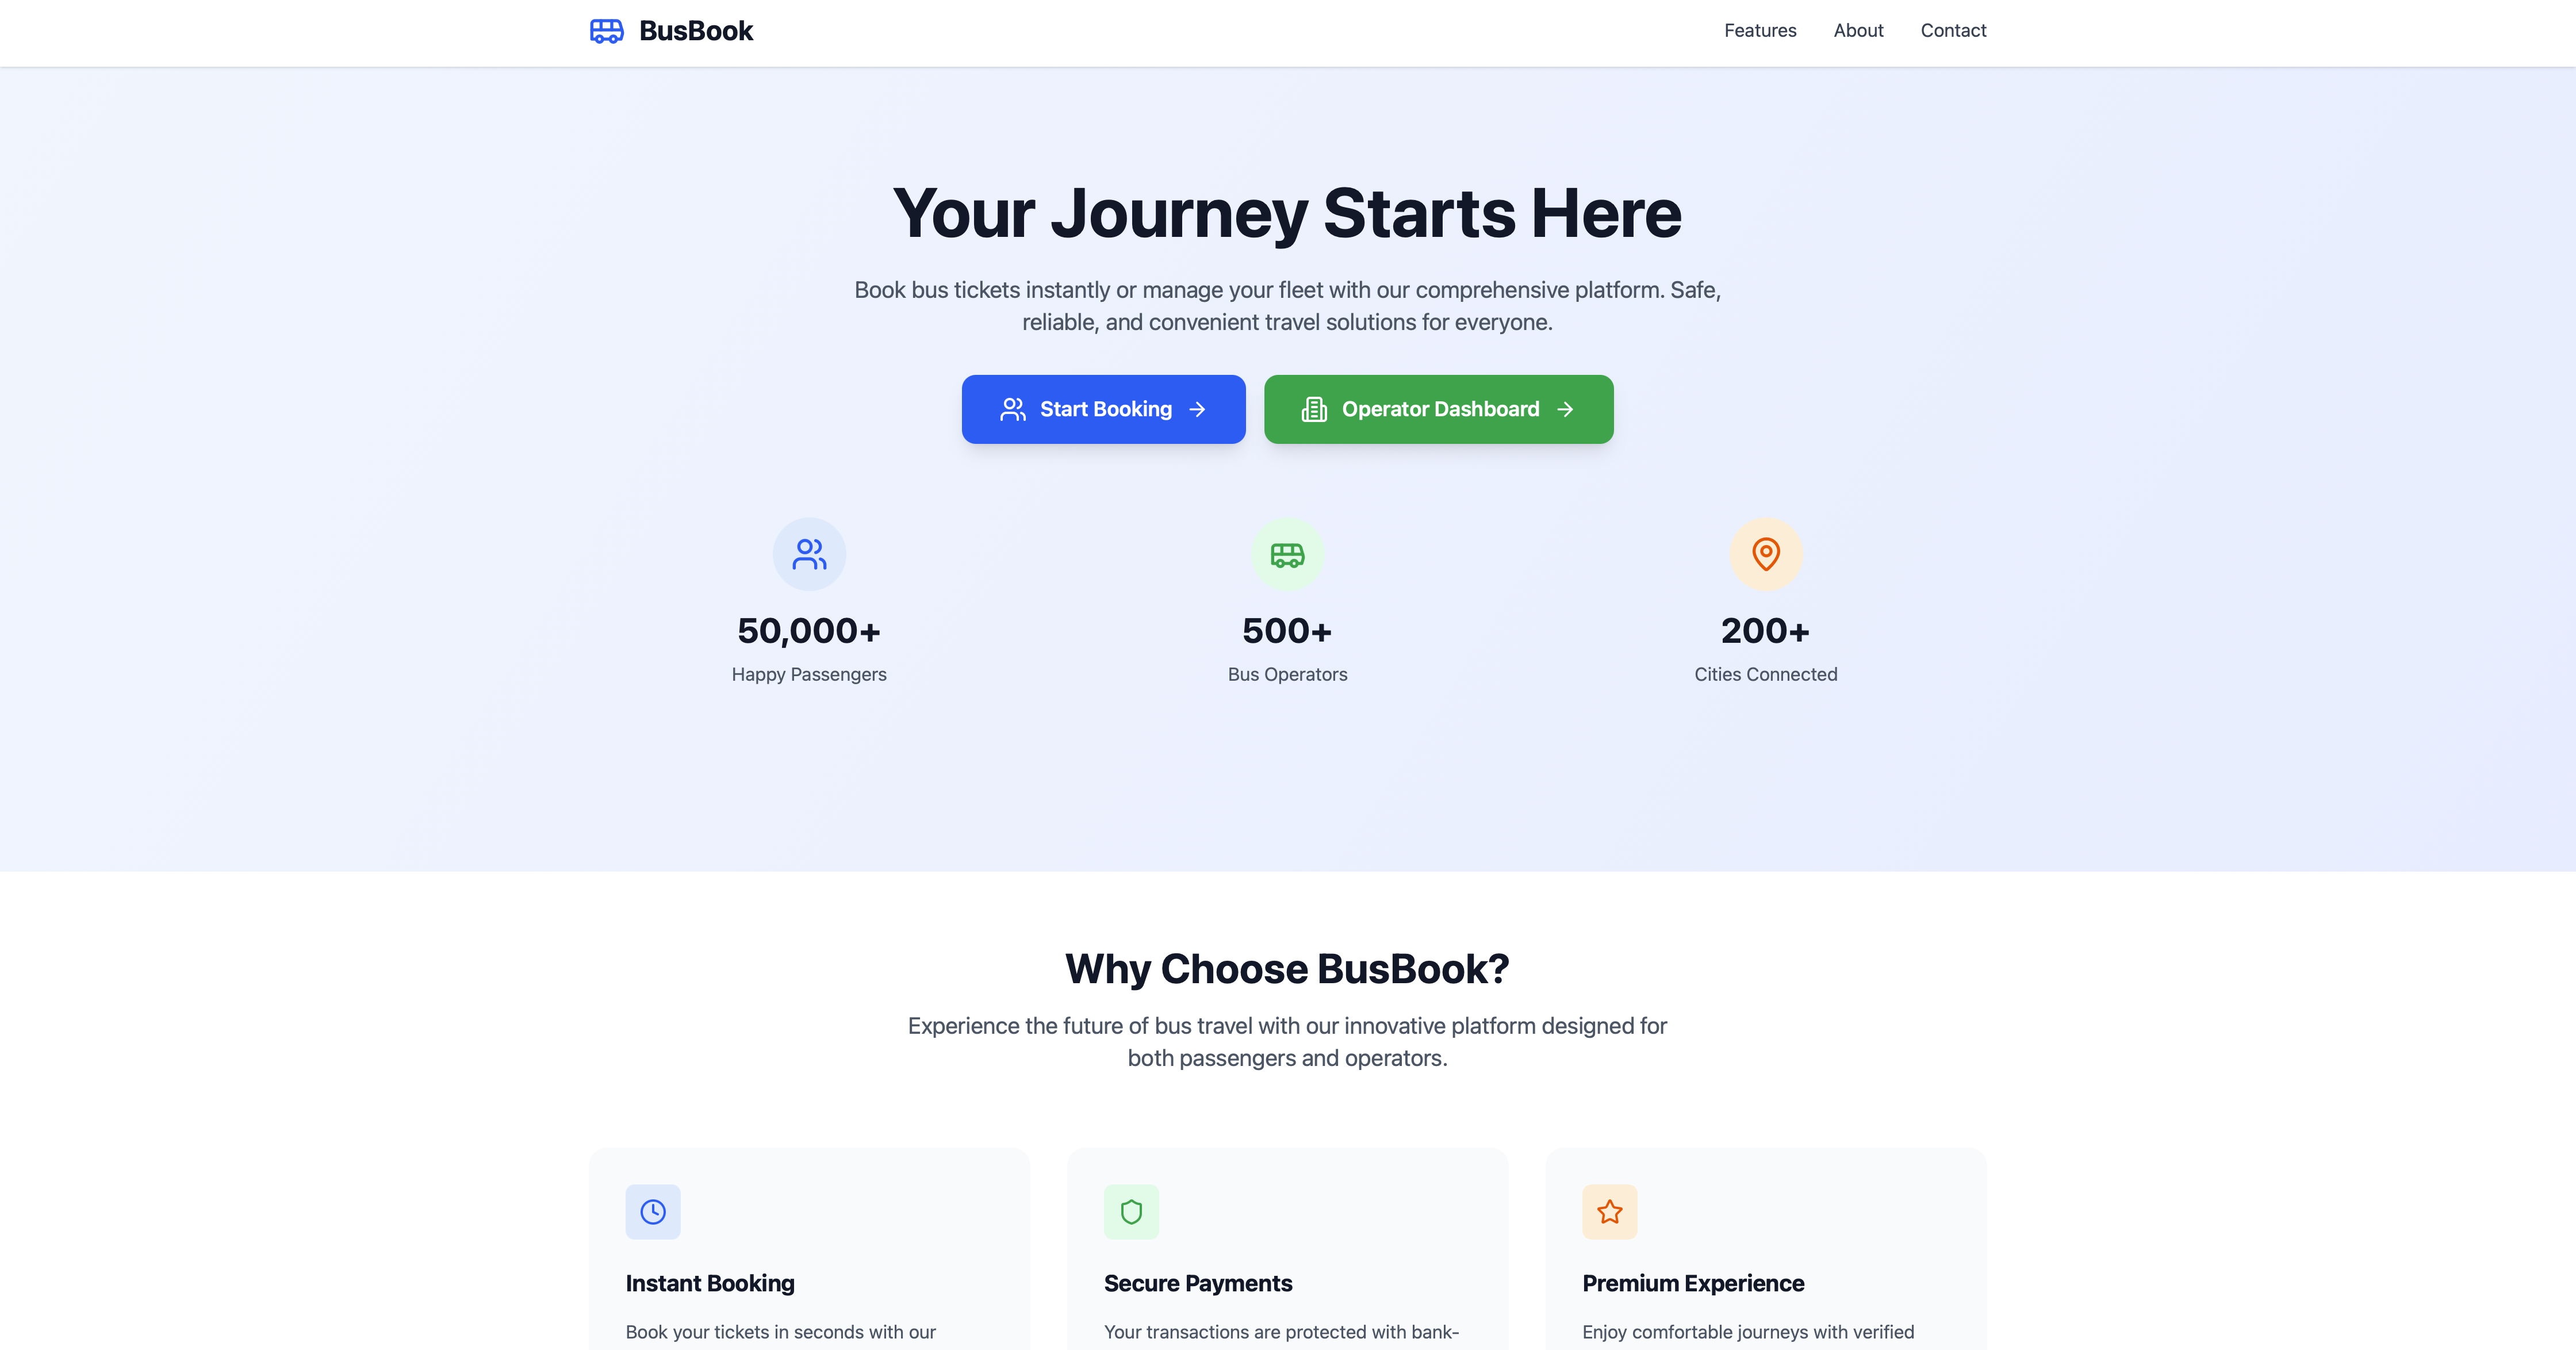 BusBook
Features
About
Contact
Your Journey Starts Here
Book bus tickets instantly or manage your fleet with our comprehensive platform. Safe,
reliable, and convenient travel solutions for everyone.
Start Booking
Operator Dashboard
50,000+
Happy Passengers
500+
Bus Operators
200+
Cities Connected
Why Choose BusBook?
Experience the future of bus travel with our innovative platform designed for
both passengers and operators.
Instant Booking
Book your tickets in seconds with our
Secure Payments
Your transactions are protected with bank-
Premium Experience
Enjoy comfortable journeys with verified